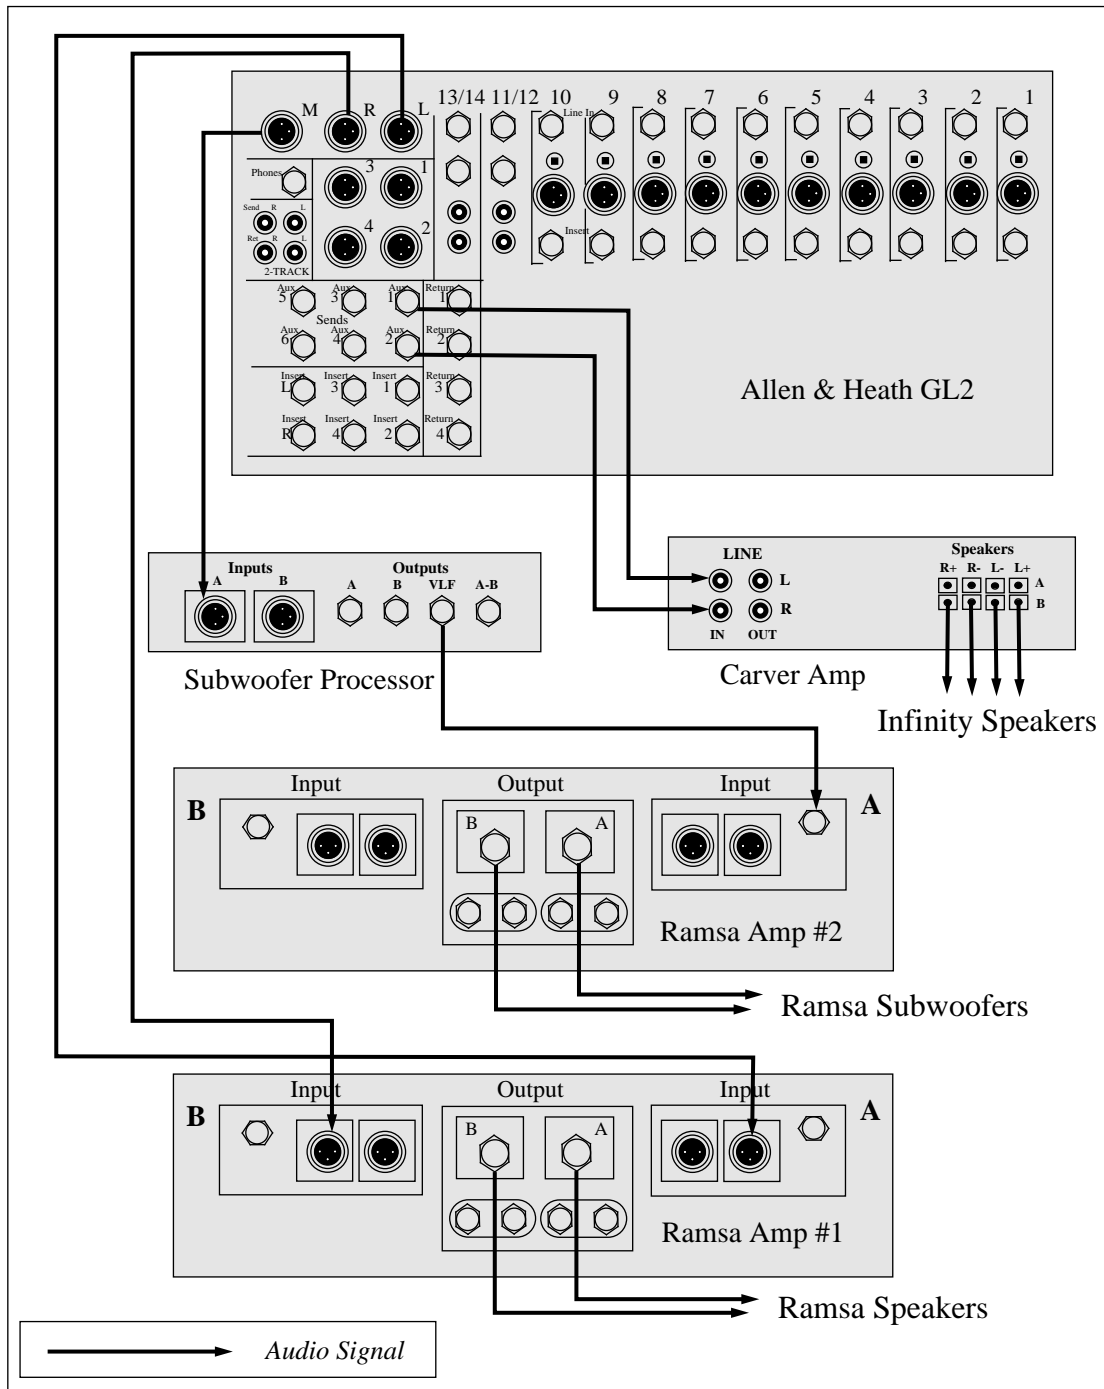 M R L 13/14 11/12 10 9 8 7 6 5 4 3 2 1
Line In
Phones 3 1
Send R L
4 2
Ret R L
Insert
2-TRACK
Aux 5 Aux 3 Aux 1 Return 1
Sends
Aux 6 Aux 4 Aux 2 Return 2
Insert L Insert 3 Insert 1 Return 3
Insert R Insert 4 Insert 2 Return 4
Allen & Heath GL2
Inputs Outputs
A B A B VLF A-B
Subwoofer Processor
LINE Speakers
R+ R- L- L+
L A
R B
IN OUT
Carver Amp
Infinity Speakers
Input Output Input
B A
B A
Ramsa Amp #2
Ramsa Subwoofers
Input Output Input
B A
B A
Ramsa Amp #1
Ramsa Speakers
Audio Signal